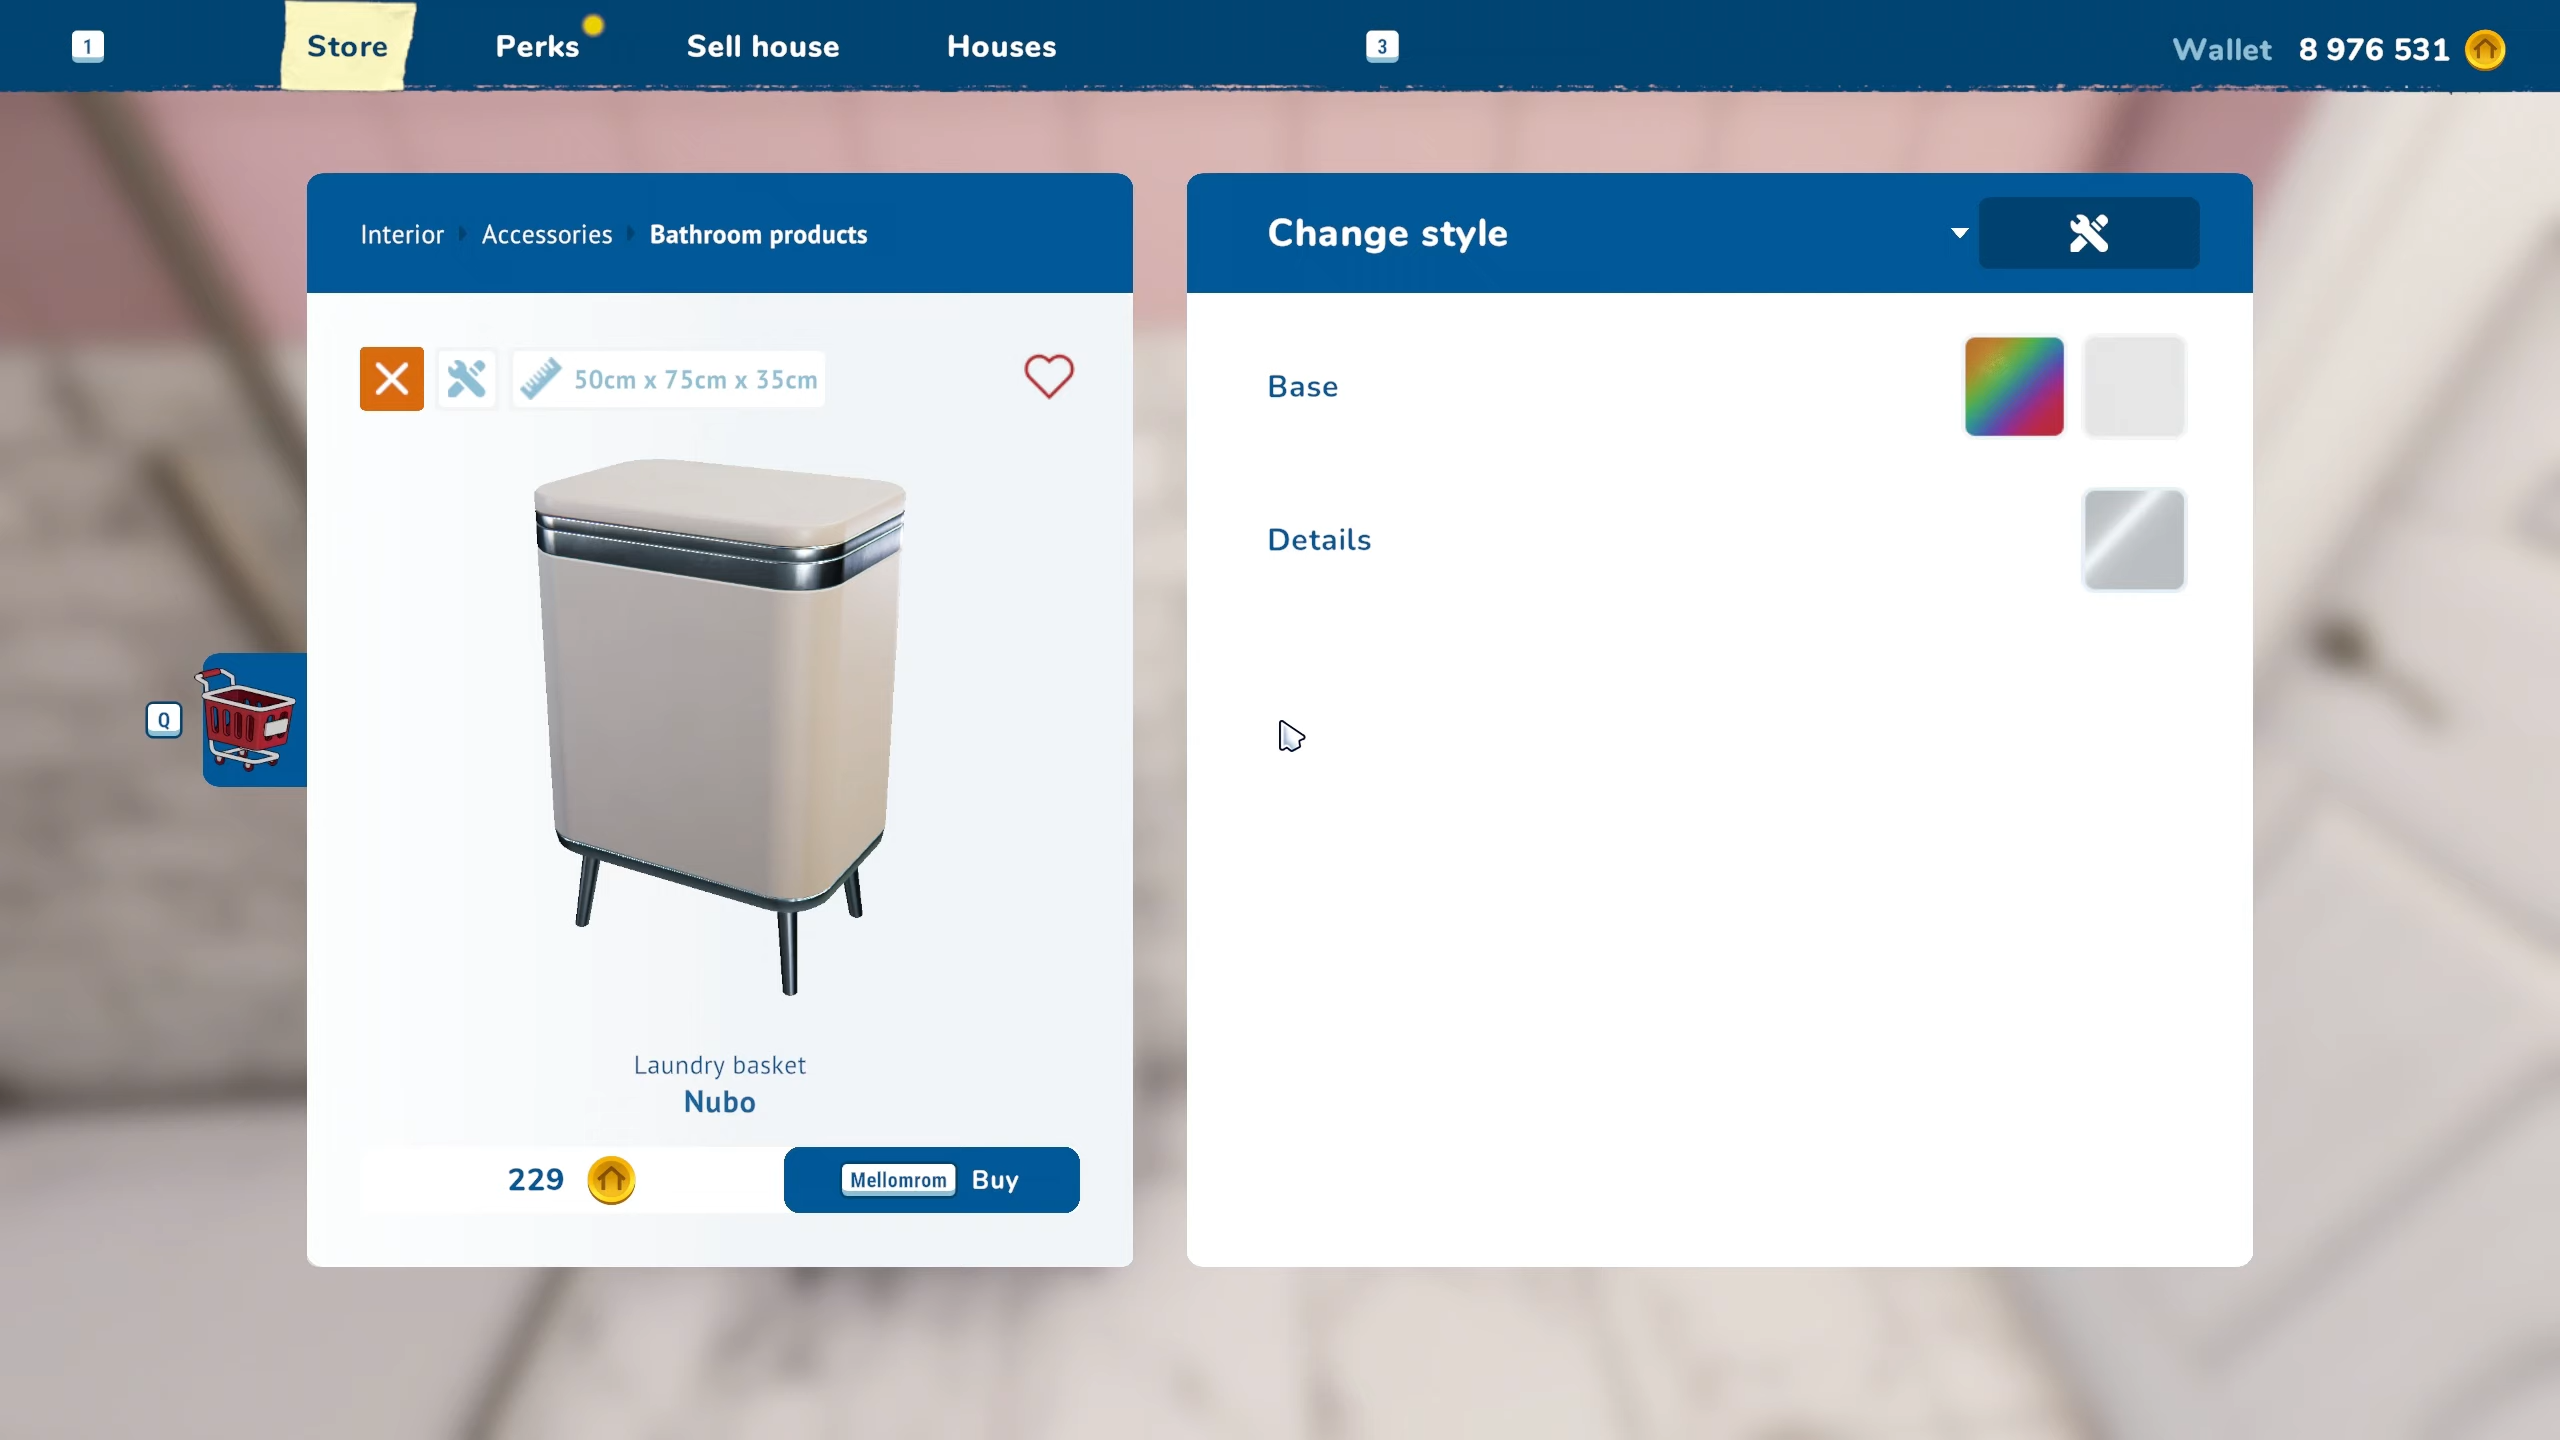 1
Store
Perks
Sell house
Houses
3
Wallet 8 976 531
Interior Accessories Bathroom products
50cm x 75cm x 35cm
Q
Laundry basket
Nubo
229
Mellomrom Buy
Change style
Base
Details